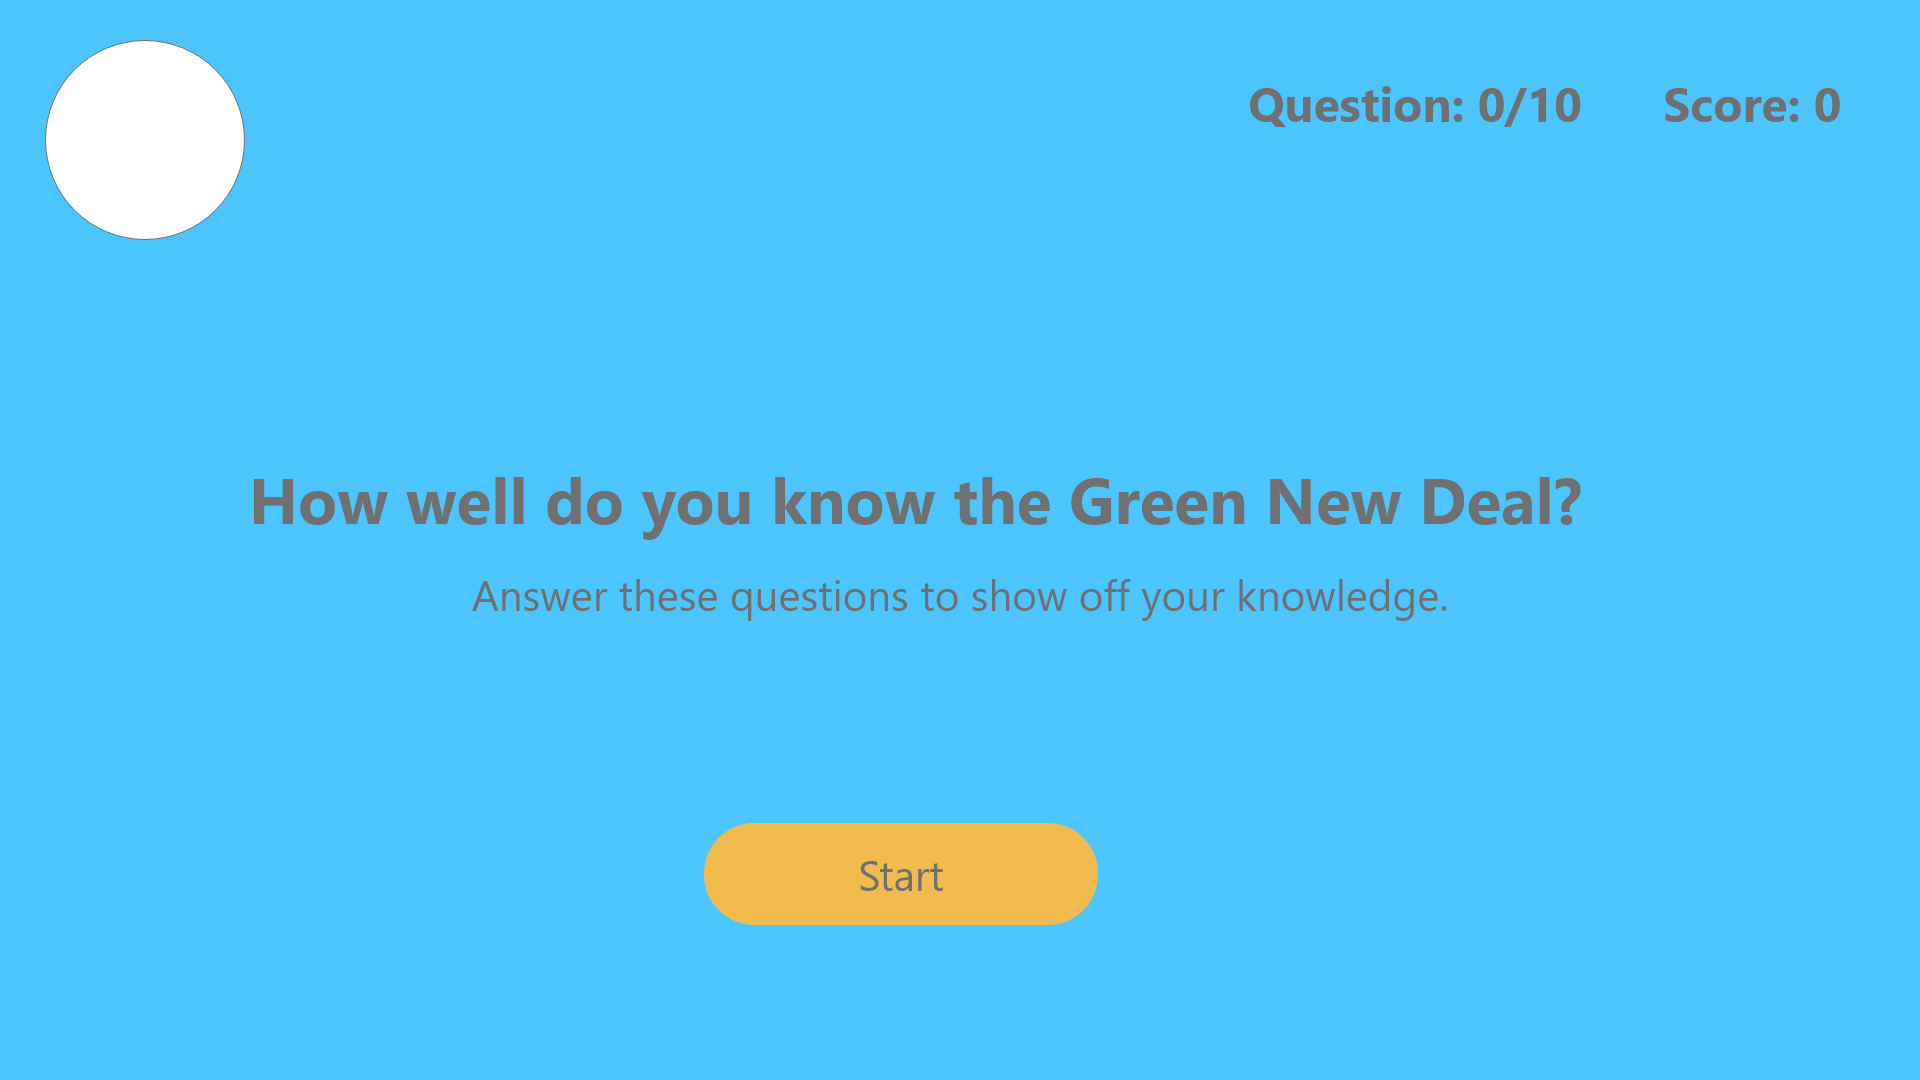 Question: 0/10 Score: 0
How well do you know the Green New Deal?
Answer these questions to show off your knowledge.
Start